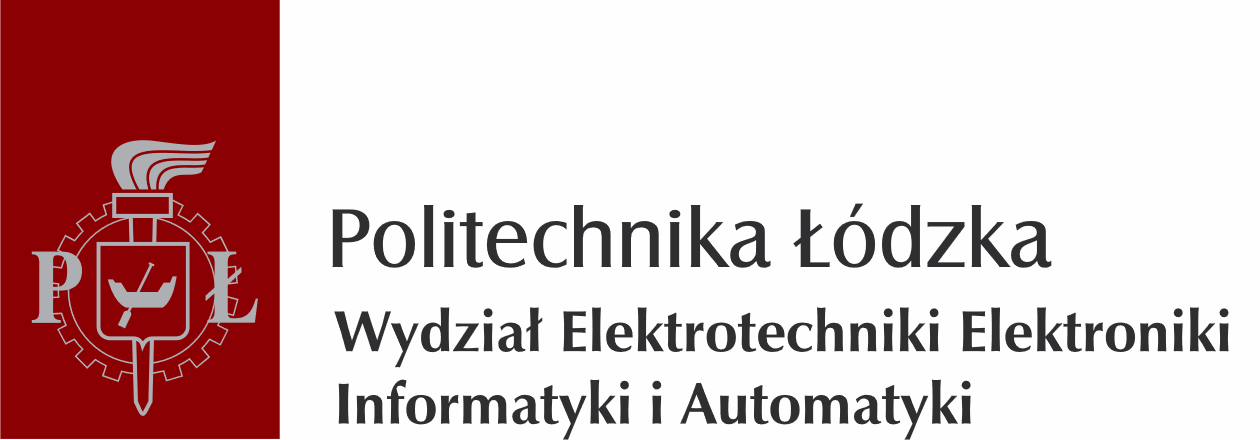 P Ł
Politechnika Łódzka
Wydział Elektrotechniki Elektroniki
Informatyki i Automatyki